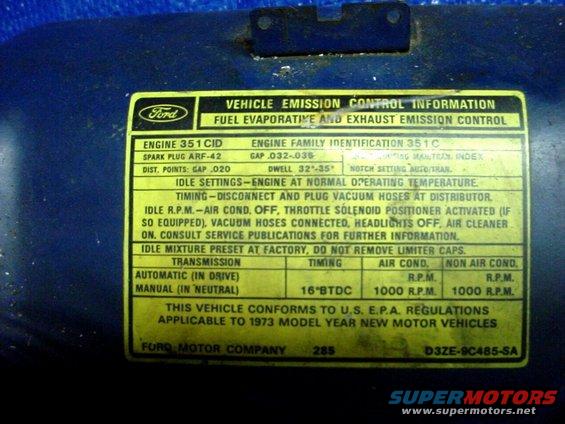 Ford
VEHICLE EMISSION CONTROL INFORMATION
FUEL EVAPORATIVE AND EXHAUST EMISSION CONTROL
ENGINE 351CID ENGINE FAMILY IDENTIFICATION 351C
SPARK PLUG ARF-42 GAP .032-.036 HOUSING MAN.TRAN. INDEX
DIST. POINTS: GAP .020 DWELL 32°-35° NOTCH SETTING AUTO.TRAN.
IDLE SETTINGS-ENGINE AT NORMAL OPERATING TEMPERATURE.
TIMING-DISCONNECT AND PLUG VACUUM HOSES AT DISTRIBUTOR.
IDLE R.P.M.-AIR COND. OFF, THROTTLE SOLENOID POSITIONER ACTIVATED (IF
SO EQUIPPED), VACUUM HOSES CONNECTED, HEADLIGHTS OFF, AIR CLEANER
ON, CONSULT SERVICE PUBLICATIONS FOR FURTHER INFORMATION.
IDLE MIXTURE PRESET AT FACTORY, DO NOT REMOVE LIMITER CAPS.
TRANSMISSION TIMING AIR COND. NON AIR COND.
AUTOMATIC (IN DRIVE) R.P.M. R.P.M.
MANUAL (IN NEUTRAL) 16°BTDC 1000 R.P.M. 1000 R.P.M.
THIS VEHICLE CONFORMS TO U.S. E.P.A. REGULATIONS
APPLICABLE TO 1973 MODEL YEAR NEW MOTOR VEHICLES
FORD MOTOR COMPANY 285 D3ZE-9C485-SA
SUPERMOTORS
www.supermotors.net